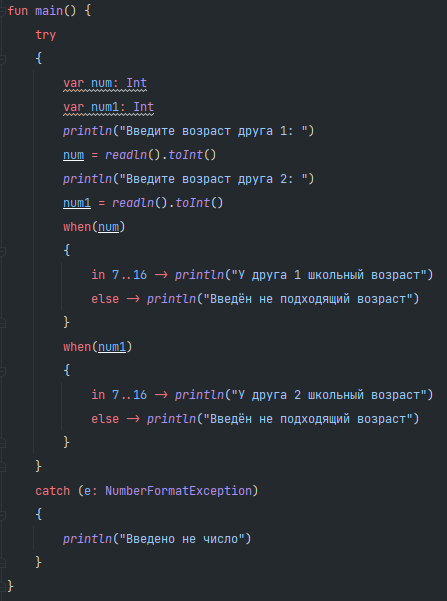 fun main() {
    try
    {
        var num: Int
        var num1: Int
        println("Введите возраст друга 1: ")
        num = readln().toInt()
        println("Введите возраст друга 2: ")
        num1 = readln().toInt()
        when(num)
        {
            in 7..16 -> println("У друга 1 школьный возраст")
            else -> println("Введён не подходящий возраст")
        }
        when(num1)
        {
            in 7..16 -> println("У друга 2 школьный возраст")
            else -> println("Введён не подходящий возраст")
        }
    }
    catch (e: NumberFormatException)
    {
        println("Введено не число")
    }
}